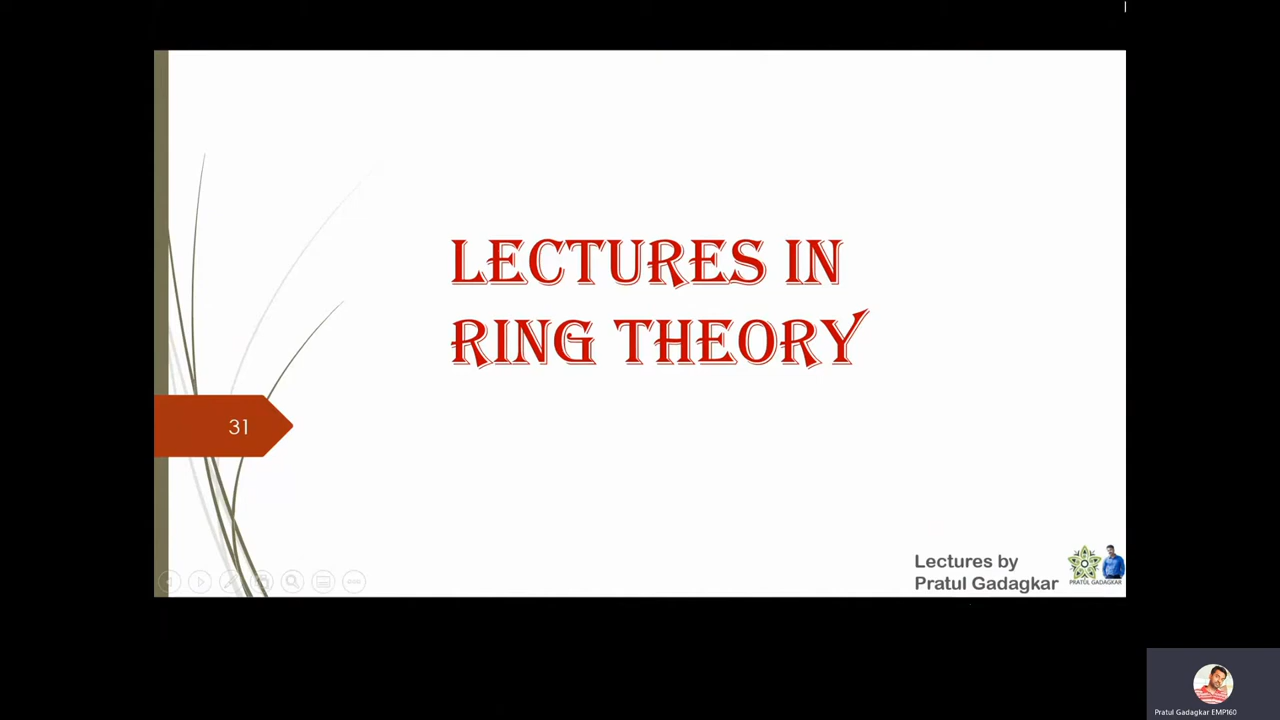 LECTURES IN
RING THEORY
31
Lectures by
Pratul Gadagkar
PRATUL GADAGKAR
Pratul Gadagkar EMP160